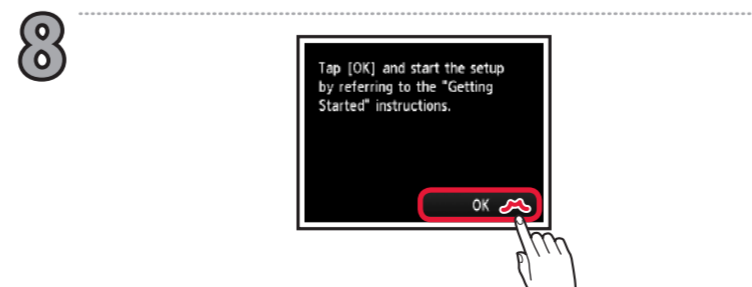 8
Tap [OK] and start the setup
by referring to the "Getting
Started" instructions.
OK